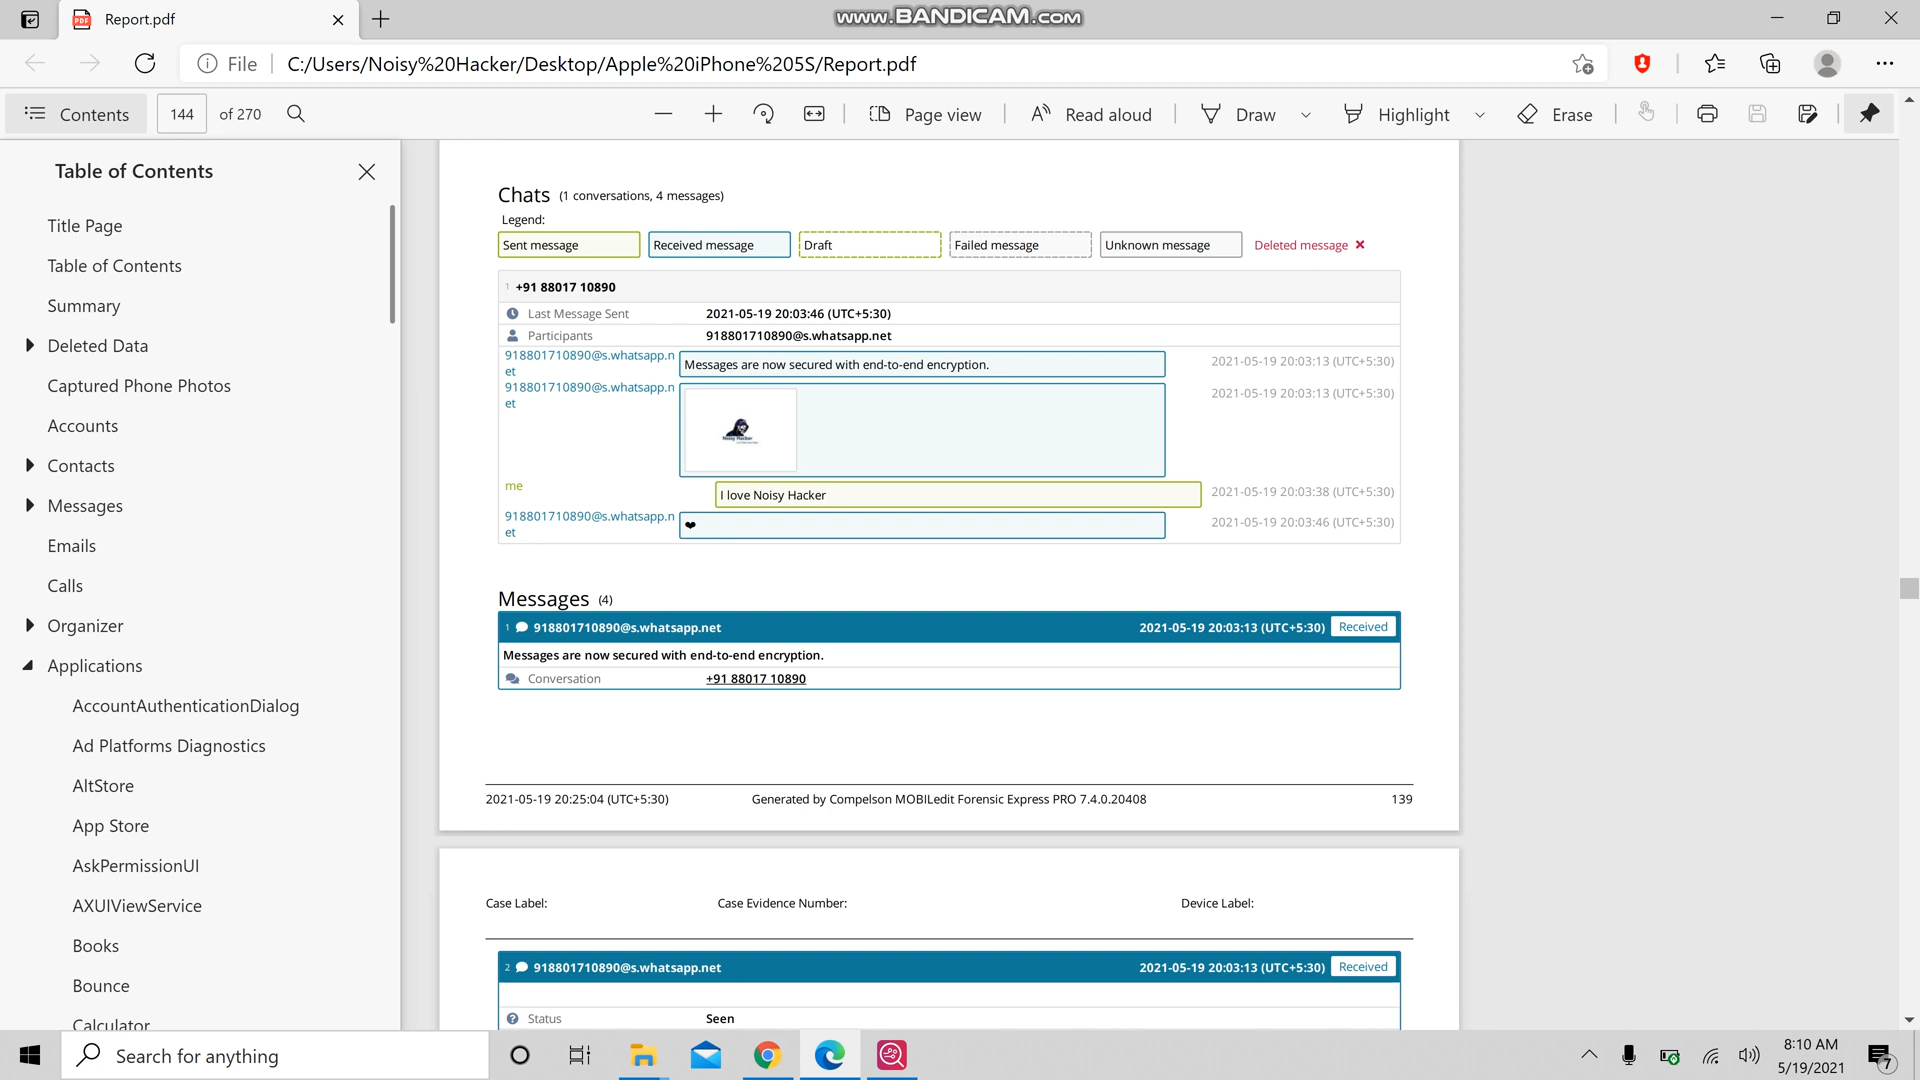 Report.pdf
www.BANDICAM.com
File
C:/Users/Noisy%20Hacker/Desktop/Apple%20iPhone%205S/Report.pdf
Contents
144
of 270
Page view
Read aloud
Draw
Highlight
Erase
Table of Contents
Title Page
Table of Contents
Summary
Deleted Data
Captured Phone Photos
Accounts
Contacts
Messages
Emails
Calls
Organizer
Applications
AccountAuthenticationDialog
Ad Platforms Diagnostics
AltStore
App Store
AskPermissionUI
AXUIViewService
Books
Bounce
Calculator
Chats (1 conversations, 4 messages)
Legend:
Sent message
Received message
Draft
Failed message
Unknown message
Deleted message
1 +91 88017 10890
Last Message Sent 2021-05-19 20:03:46 (UTC+5:30)
Participants 918801710890@s.whatsapp.net
918801710890@s.whatsapp.n
et
Messages are now secured with end-to-end encryption.
2021-05-19 20:03:13 (UTC+5:30)
918801710890@s.whatsapp.n
et
Noisy Hacker
2021-05-19 20:03:13 (UTC+5:30)
me
I love Noisy Hacker
2021-05-19 20:03:38 (UTC+5:30)
918801710890@s.whatsapp.n
et
❤
2021-05-19 20:03:46 (UTC+5:30)
Messages (4)
1 918801710890@s.whatsapp.net 2021-05-19 20:03:13 (UTC+5:30) Received
Messages are now secured with end-to-end encryption.
Conversation +91 88017 10890
2021-05-19 20:25:04 (UTC+5:30) Generated by Compelson MOBILedit Forensic Express PRO 7.4.0.20408 139
Case Label: Case Evidence Number: Device Label:
2 918801710890@s.whatsapp.net 2021-05-19 20:03:13 (UTC+5:30) Received
Status Seen
Search for anything
8:10 AM
5/19/2021
7